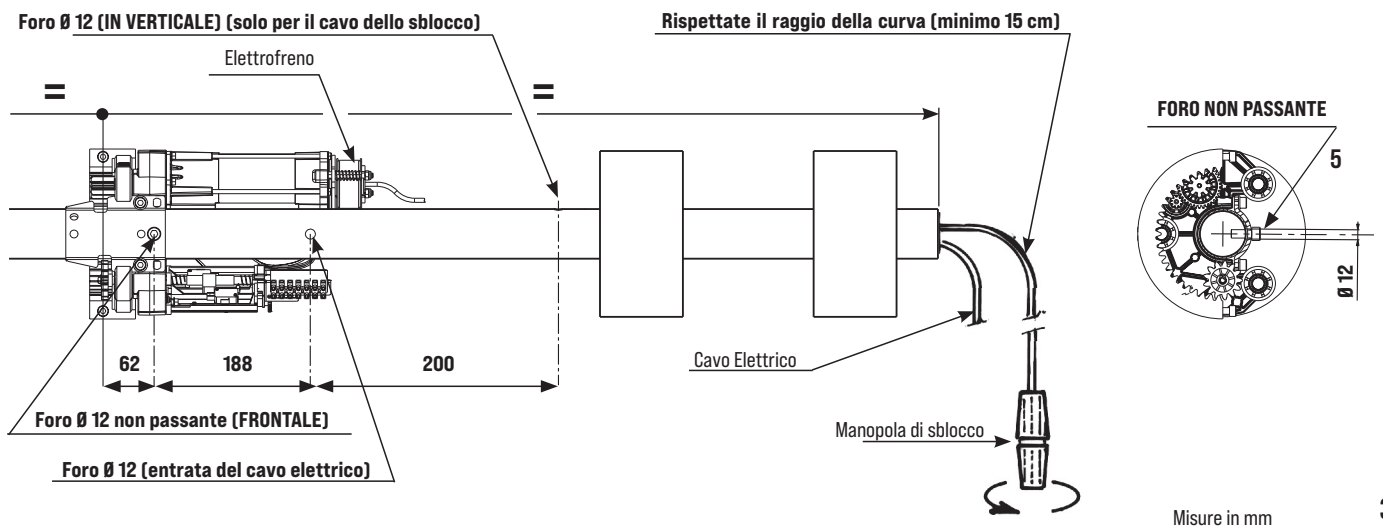 Foro Ø 12 (IN VERTICALE) (solo per il cavo dello sblocco)
Rispettate il raggio della curva (minimo 15 cm)
Elettrofreno
=
=
FORO NON PASSANTE
5
Ø 12
62
188
200
Cavo Elettrico
Foro Ø 12 non passante (FRONTALE)
Manopola di sblocco
Foro Ø 12 (entrata del cavo elettrico)
Misure in mm